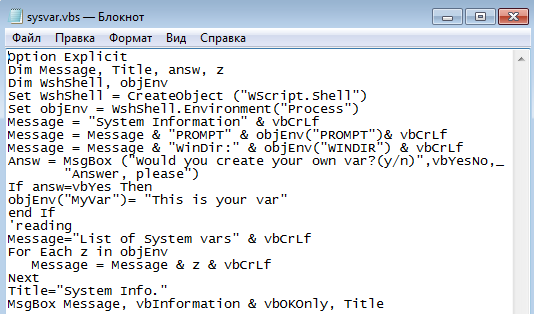 sysvar.vbs — Блокнот
Файл Правка Формат Вид Справка
Option Explicit
Dim Message, Title, answ, z
Dim WshShell, objEnv
Set WshShell = CreateObject ("WScript.Shell")
Set objEnv = WshShell.Environment("Process")
Message = "System Information" & vbCrLf
Message = Message & "PROMPT" & objEnv("PROMPT")& vbCrLf
Message = Message & "WinDir:" & objEnv("WINDIR") & vbCrLf
Answ = MsgBox ("Would you create your own var?(y/n)",vbYesNo,_
        "Answer, please")
If answ=vbYes Then
objEnv("MyVar")= "This is your var"
end If
'reading
Message="List of System vars" & vbCrLf
For Each z in objEnv
   Message = Message & z & vbCrLf
Next
Title="System Info."
MsgBox Message, vbInformation & vbOKOnly, Title